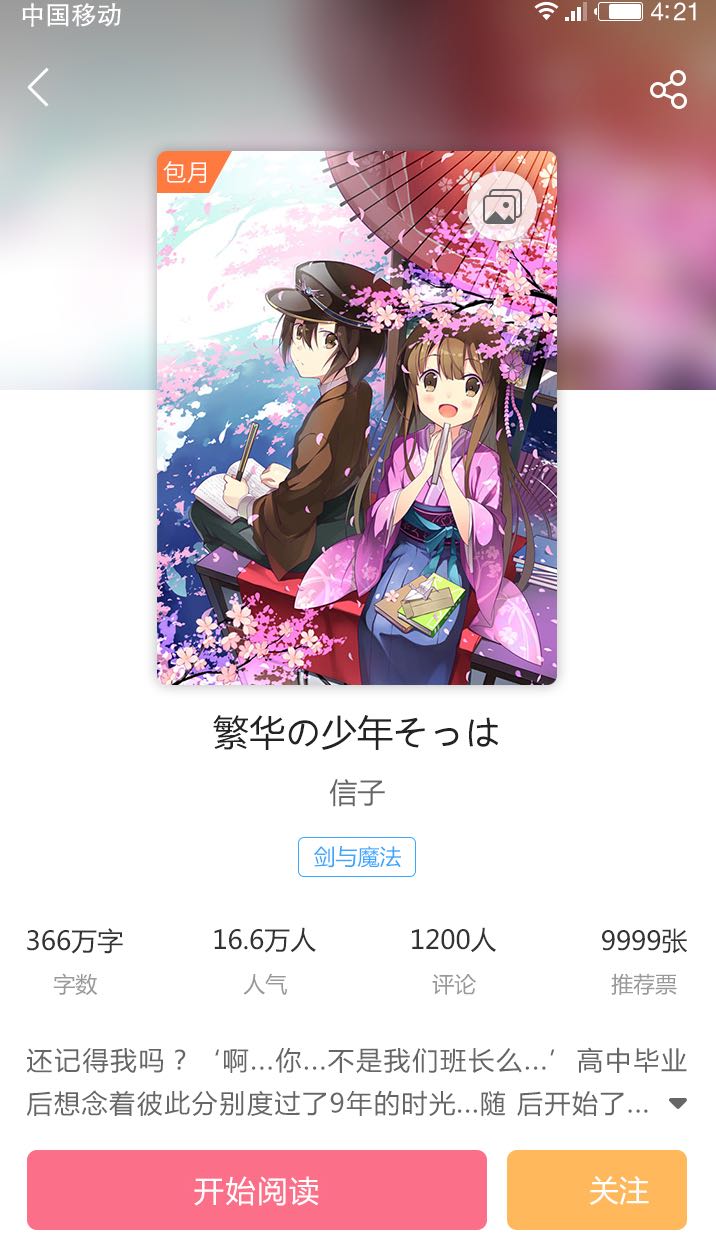 中国移动 4:21
包月
繁华の少年そっは
信子
剑与魔法
366万字 16.6万人 1200人 9999张
字数 人气 评论 推荐票
还记得我吗？‘啊...你...不是我们班长么...’ 高中毕业
后想念着彼此分别度过了9年的时光...随 后开始了...
开始阅读 关注